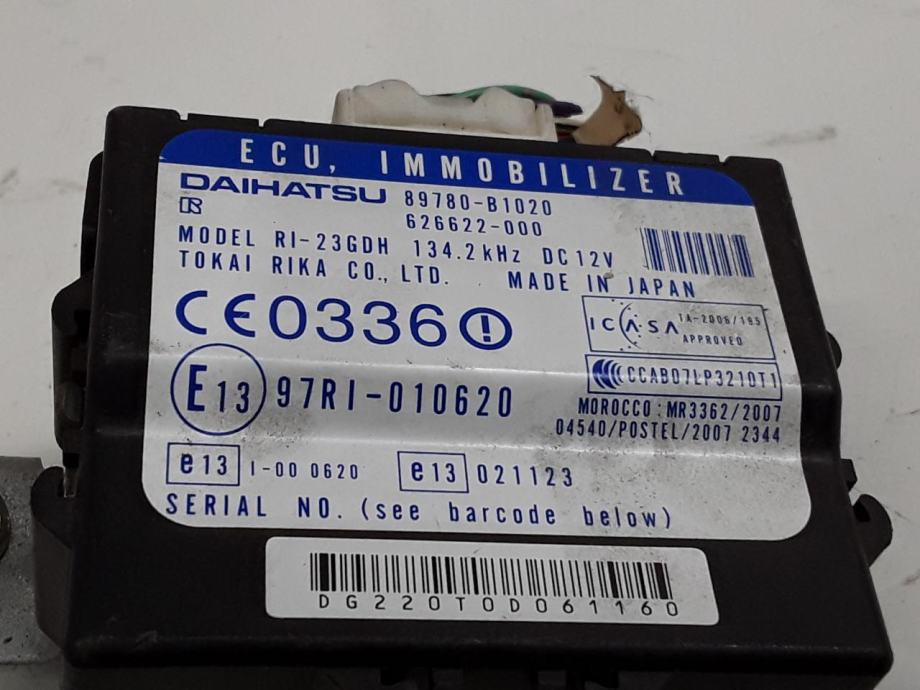 ECU, IMMOBILIZER
DAIHATSU 89780-B1020
R 626622-000
MODEL RI-23GDH 134.2kHz DC12V
TOKAI RIKA CO., LTD. MADE IN JAPAN
CE0336
ICASA TA-2006/185
APPROVED
CCAB07LP3210T1
E13 97RI-010620
MOROCCO: MR3362/2007
04540/POSTEL/2007 2344
e13 I-00 0620 e13 021123
SERIAL NO. (see barcode below)
DG220T0D061160